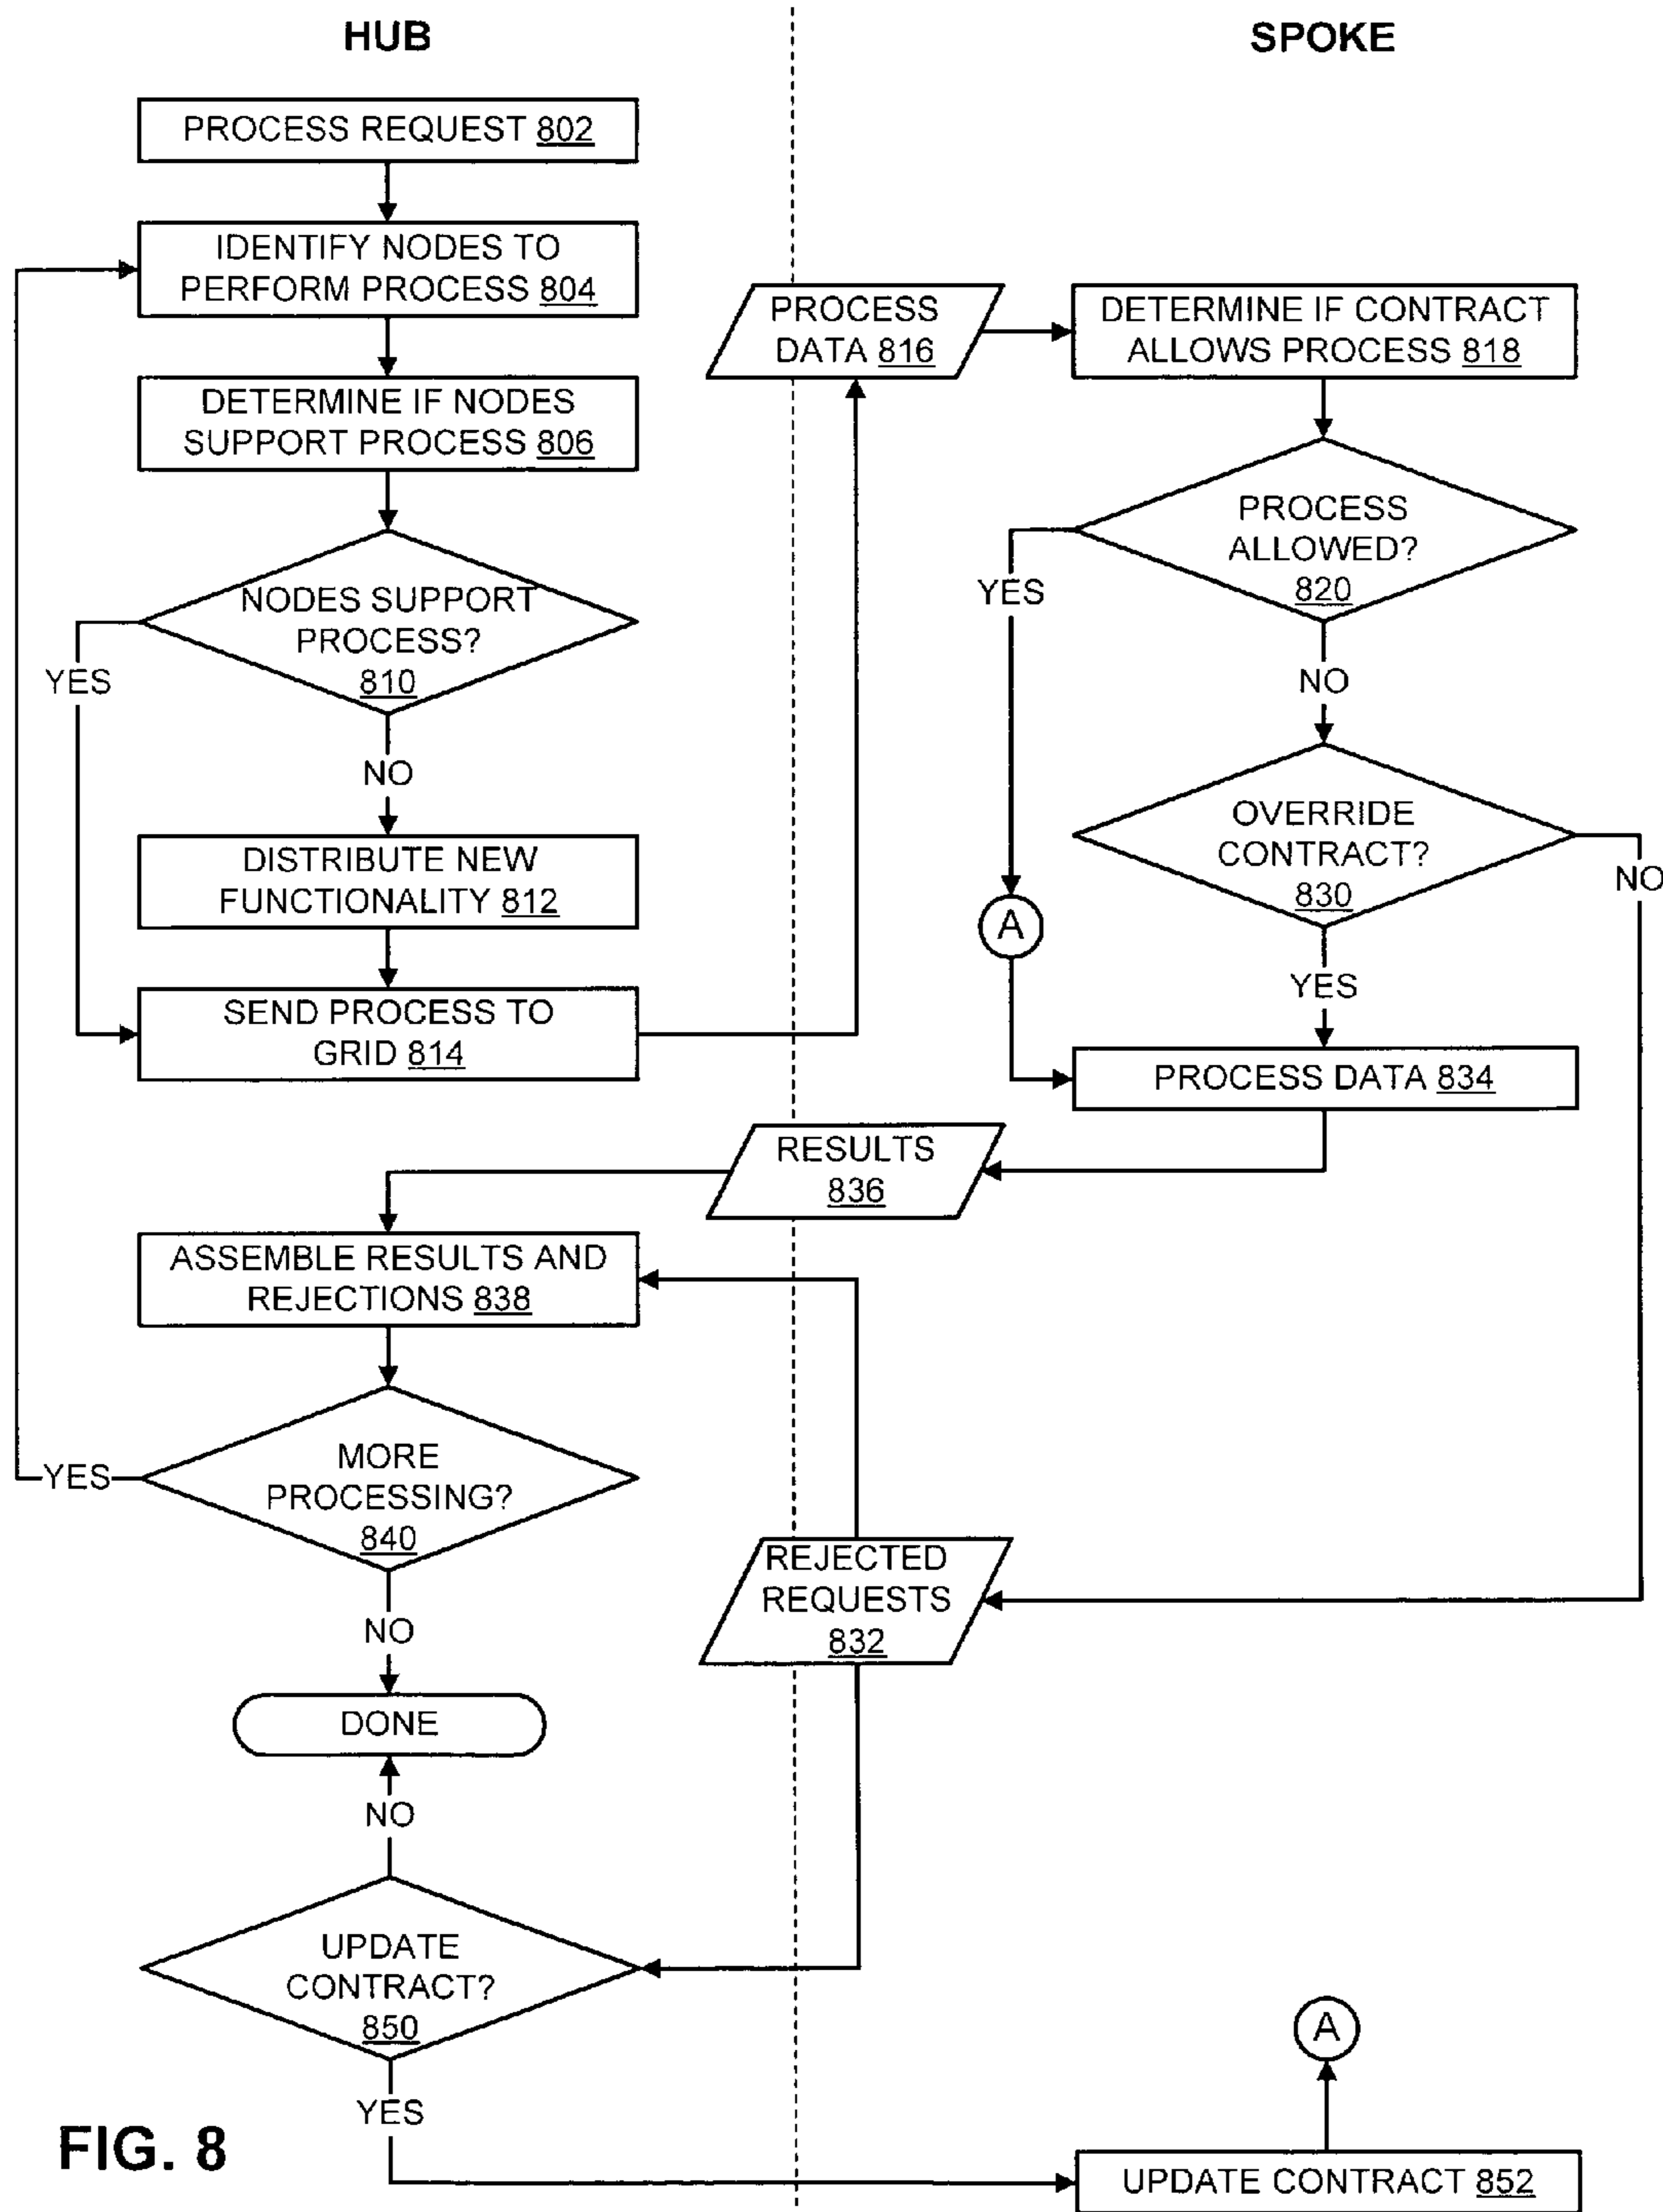 HUB
SPOKE
PROCESS REQUEST 802
IDENTIFY NODES TO
PERFORM PROCESS 804
DETERMINE IF NODES
SUPPORT PROCESS 806
NODES SUPPORT
PROCESS?
810
YES
NO
DISTRIBUTE NEW
FUNCTIONALITY 812
SEND PROCESS TO
GRID 814
PROCESS
DATA 816
DETERMINE IF CONTRACT
ALLOWS PROCESS 818
PROCESS
ALLOWED?
820
YES
NO
A
OVERRIDE
CONTRACT?
830
NO
YES
PROCESS DATA 834
RESULTS
836
ASSEMBLE RESULTS AND
REJECTIONS 838
MORE
PROCESSING?
840
YES
NO
REJECTED
REQUESTS
832
DONE
NO
UPDATE
CONTRACT?
850
YES
A
UPDATE CONTRACT 852
FIG. 8